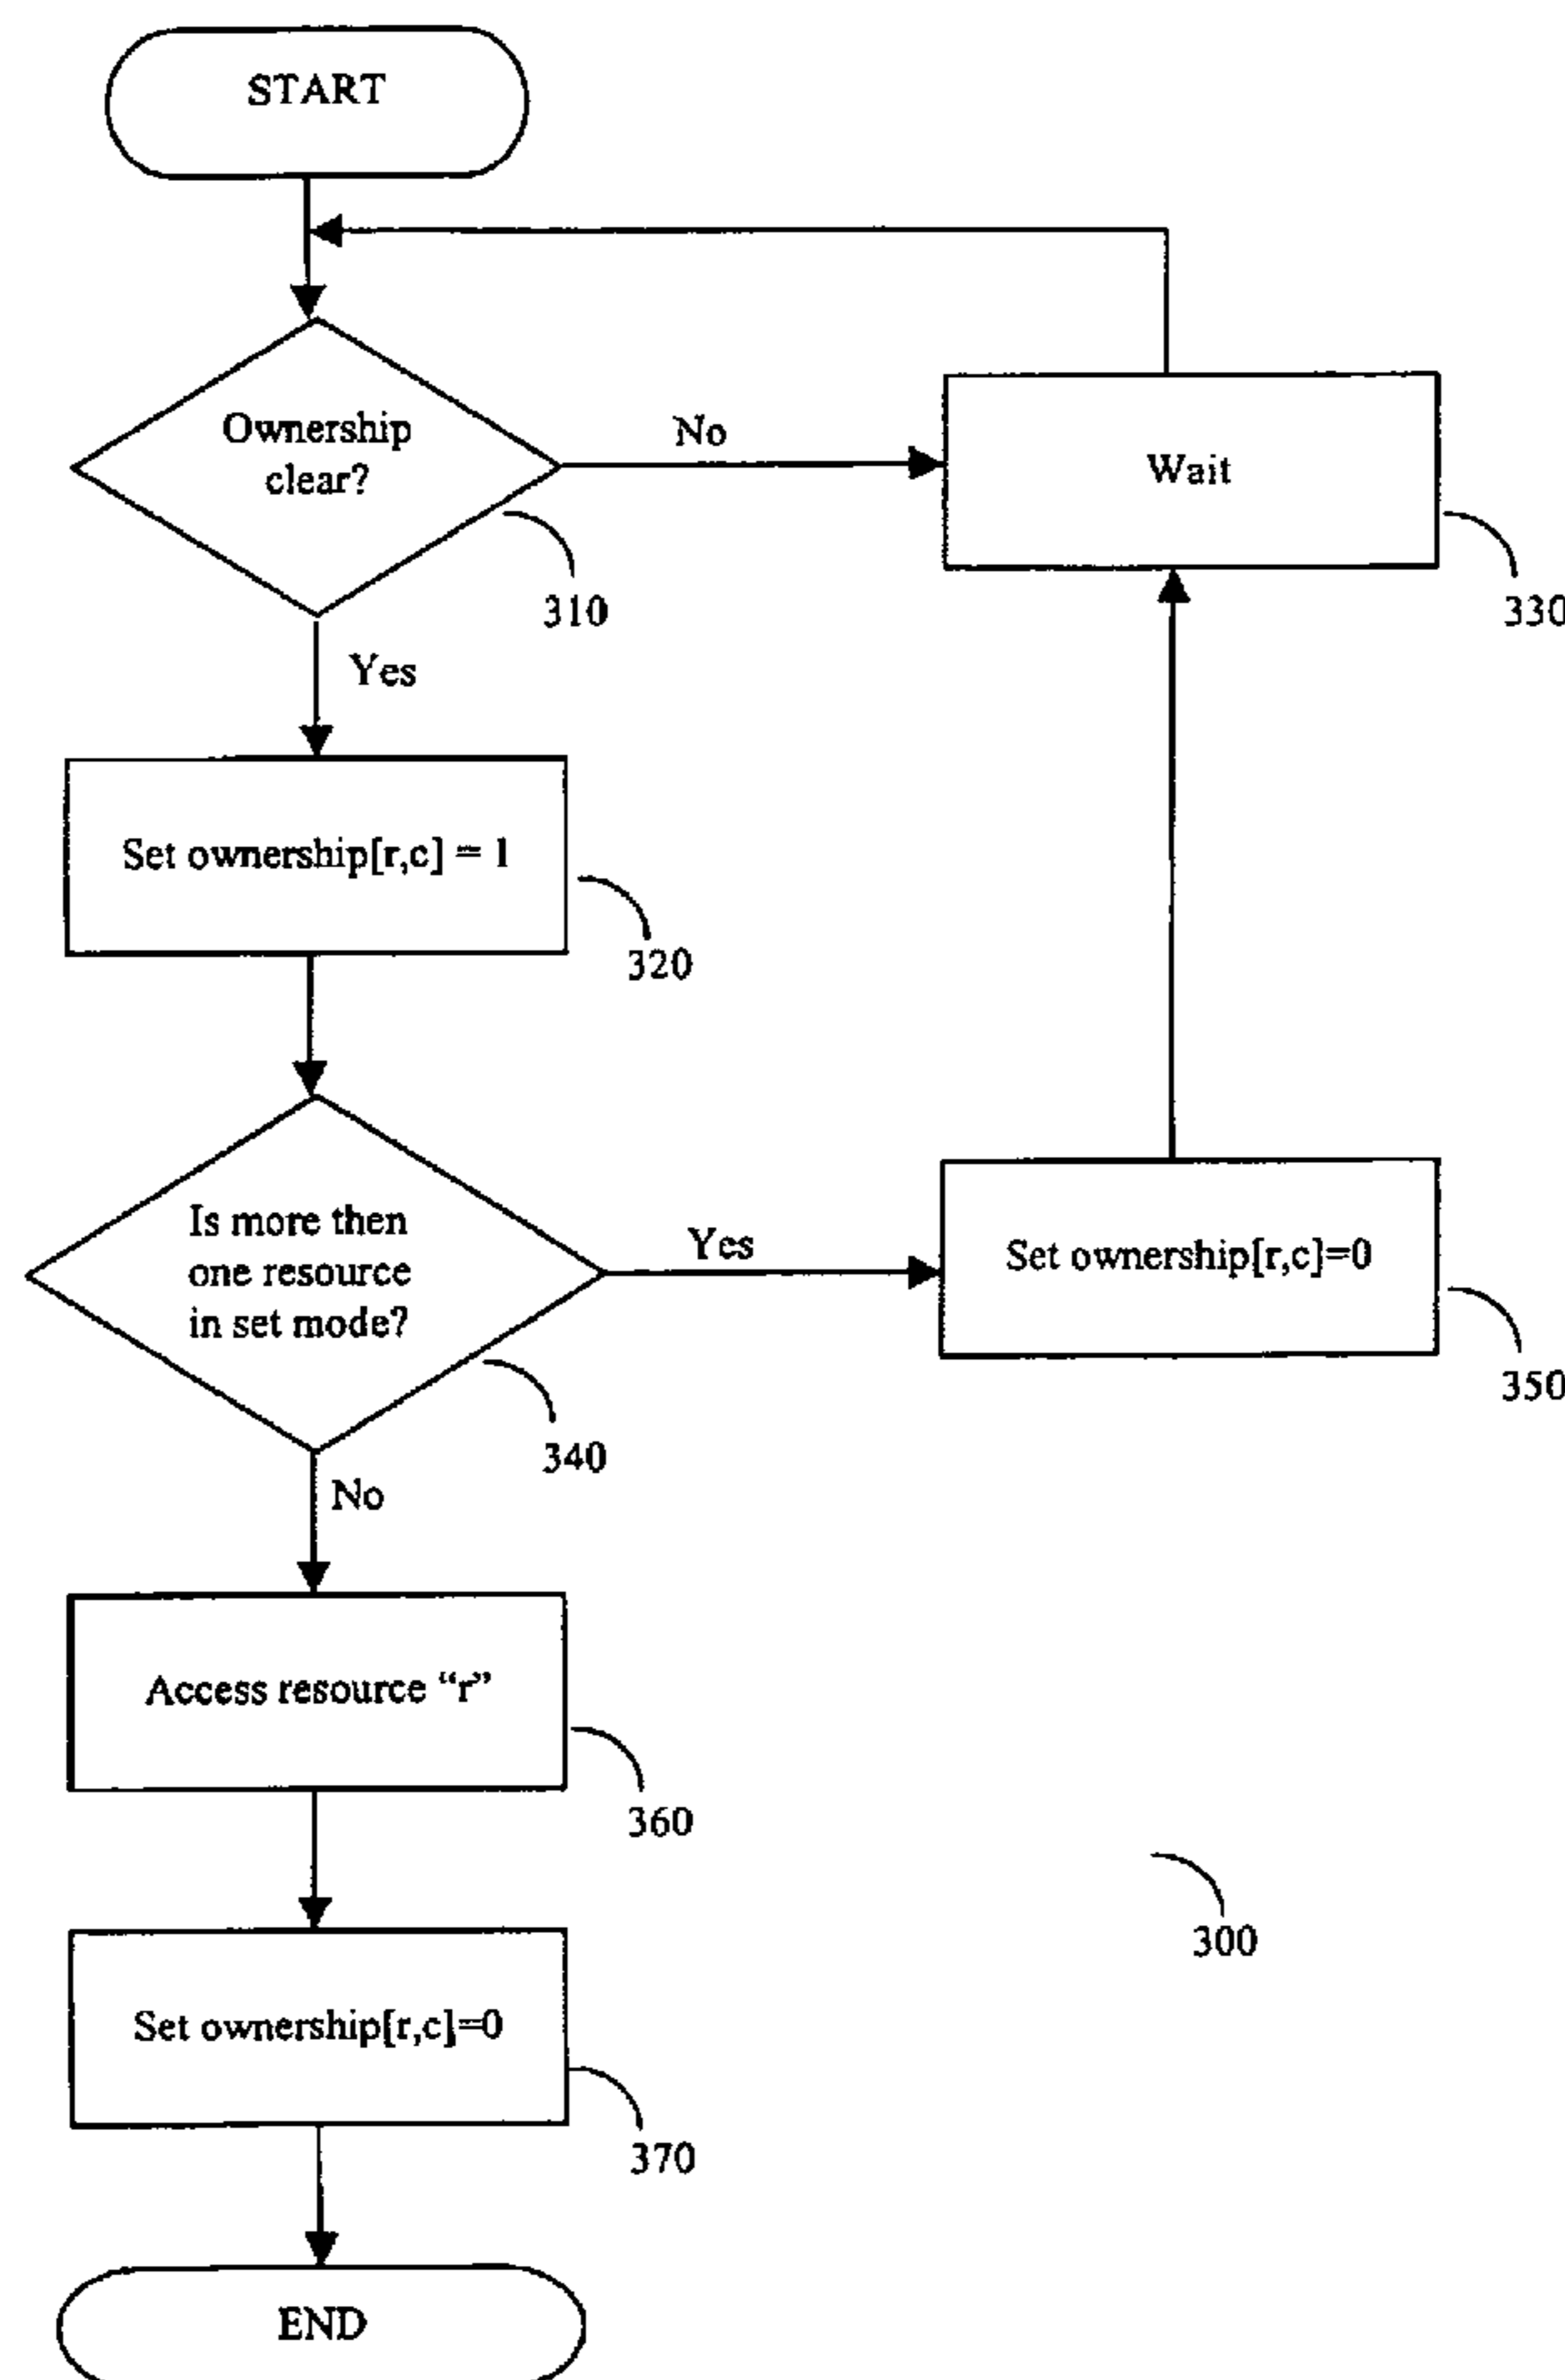 START
Ownership
clear?
No
Wait
310
330
Yes
Set ownership[r,c] = 1
320
Is more then
one resource
in set mode?
Yes
Set ownership[r,c]=0
350
340
No
Access resource “r”
360
300
Set ownership[r,c]=0
370
END